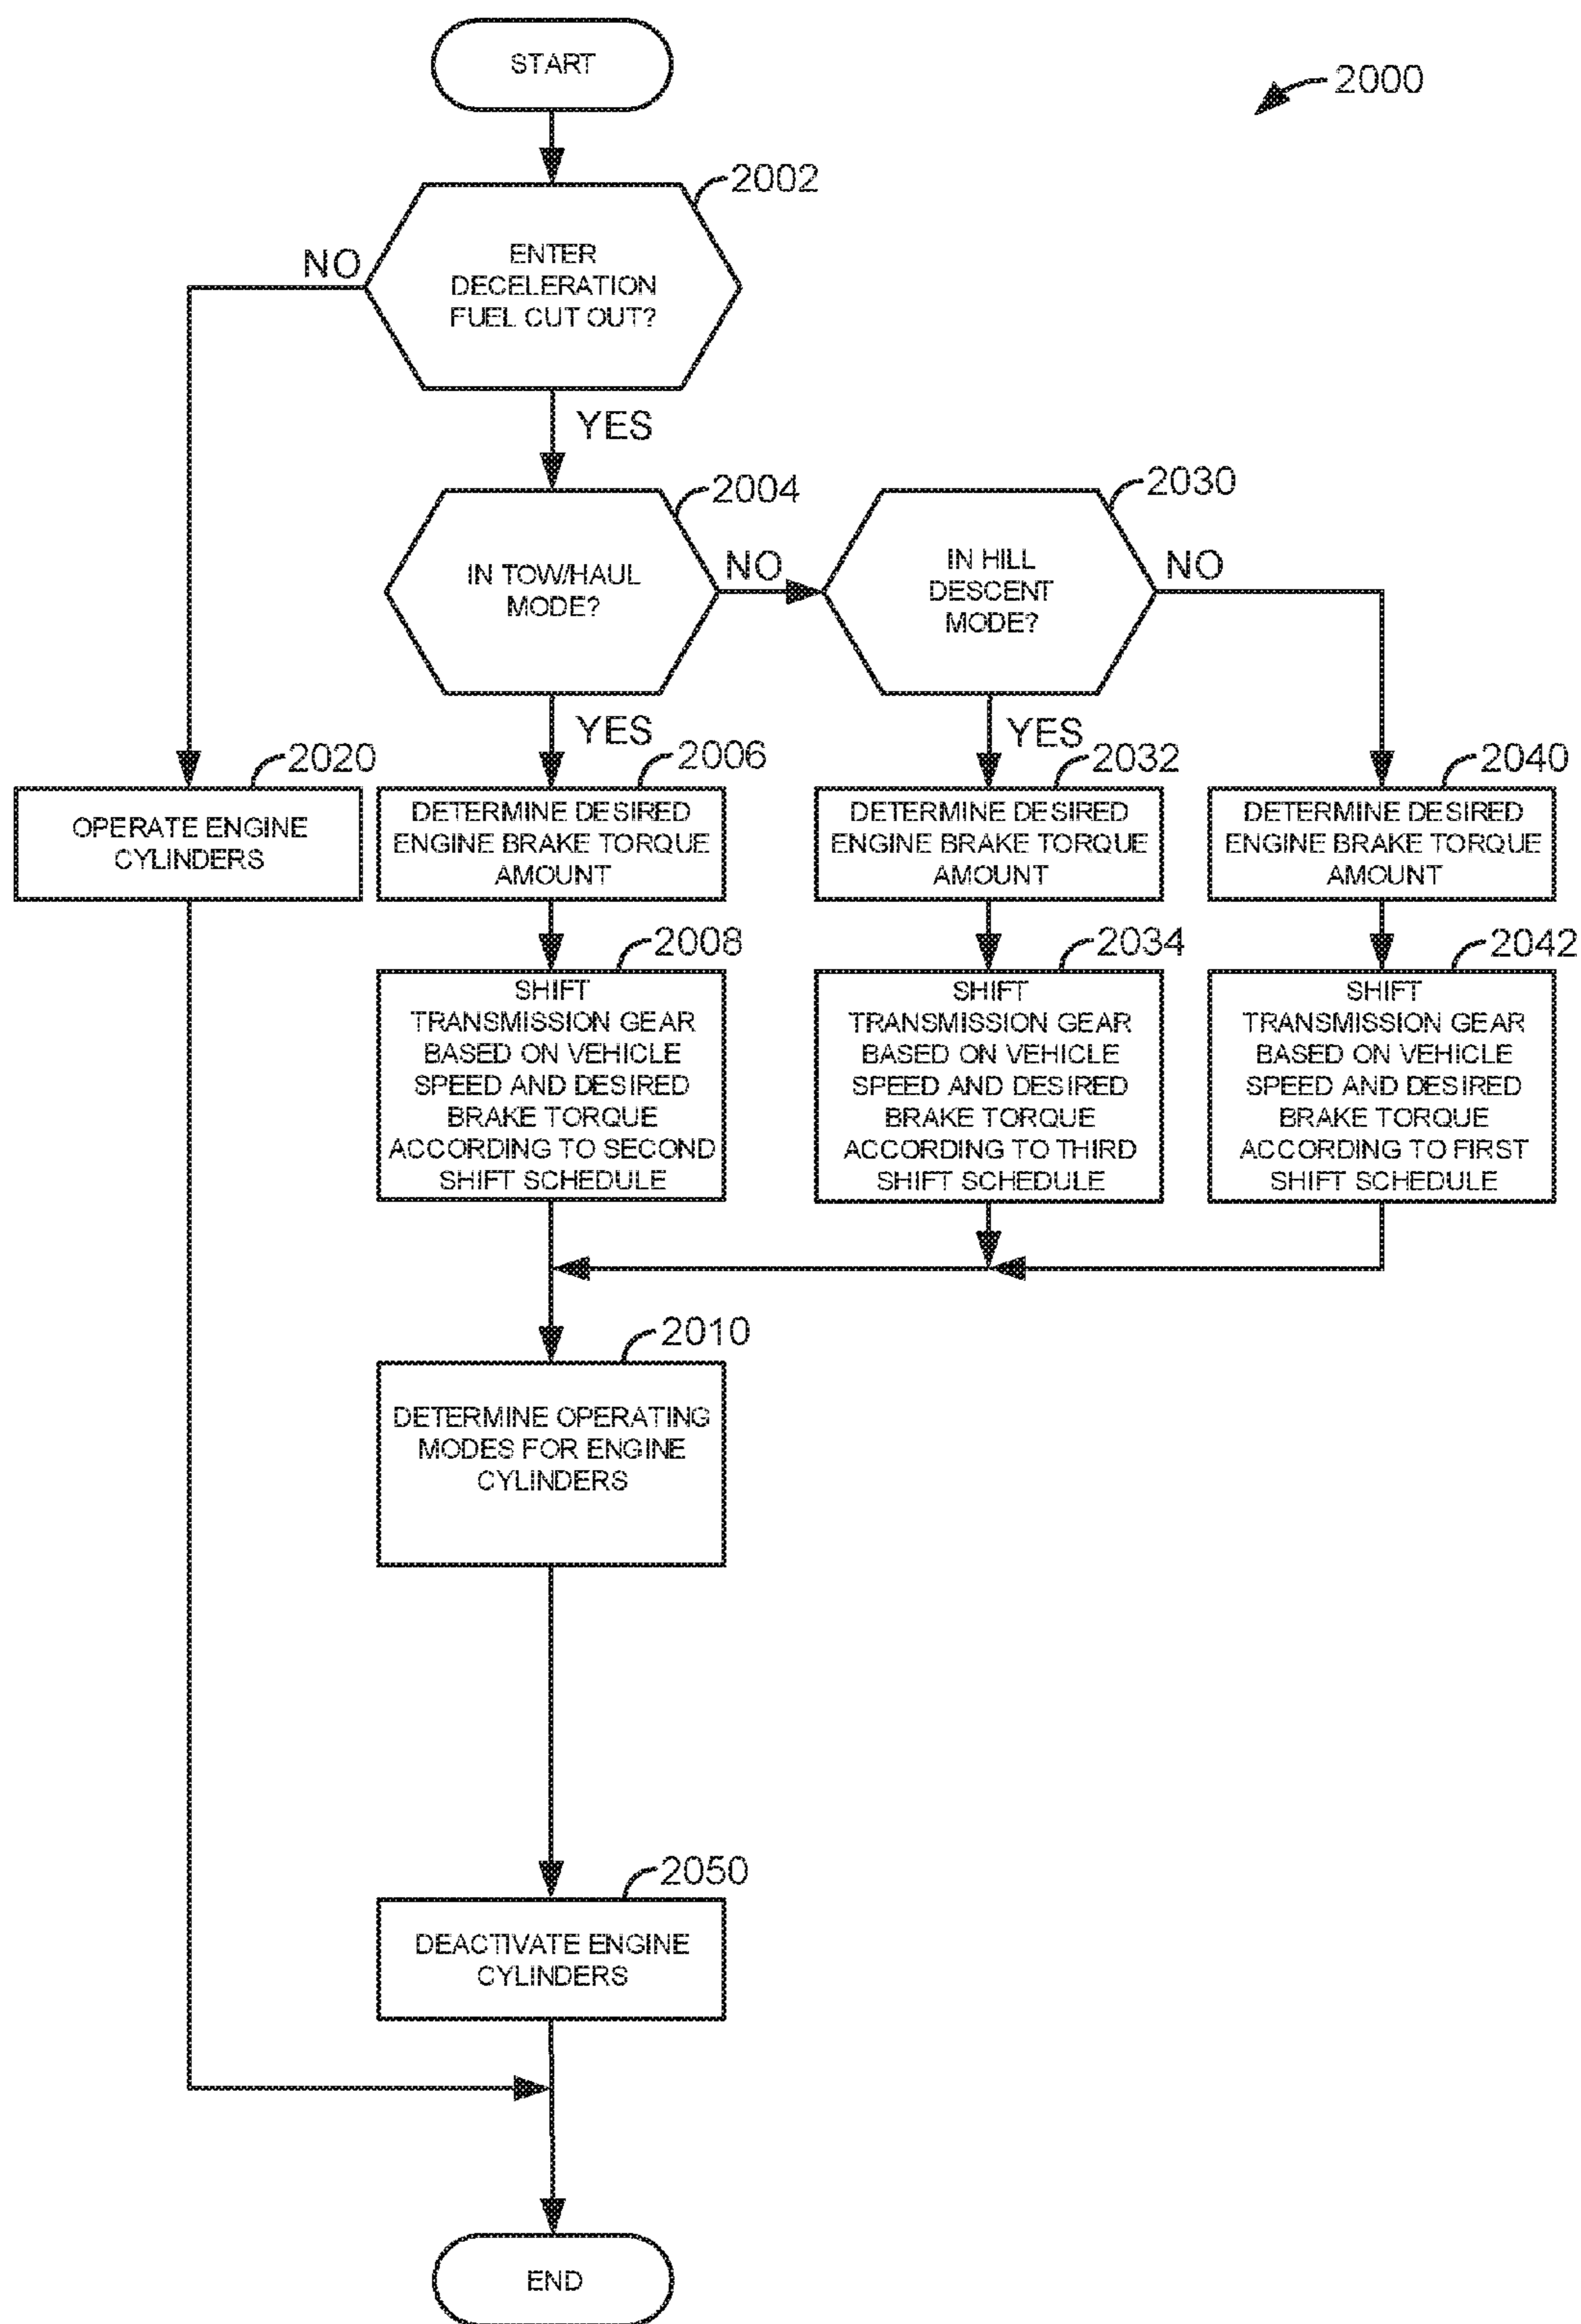 START
2000
2002
ENTER
DECELERATION
FUEL CUT OUT?
NO
YES
2004
IN TOW/HAUL
MODE?
NO
2030
IN HILL
DESCENT
MODE?
NO
YES
YES
2020
OPERATE ENGINE
CYLINDERS
2006
DETERMINE DESIRED
ENGINE BRAKE TORQUE
AMOUNT
2032
DETERMINE DESIRED
ENGINE BRAKE TORQUE
AMOUNT
2040
DETERMINE DESIRED
ENGINE BRAKE TORQUE
AMOUNT
2008
SHIFT
TRANSMISSION GEAR
BASED ON VEHICLE
SPEED AND DESIRED
BRAKE TORQUE
ACCORDING TO SECOND
SHIFT SCHEDULE
2034
SHIFT
TRANSMISSION GEAR
BASED ON VEHICLE
SPEED AND DESIRED
BRAKE TORQUE
ACCORDING TO THIRD
SHIFT SCHEDULE
2042
SHIFT
TRANSMISSION GEAR
BASED ON VEHICLE
SPEED AND DESIRED
BRAKE TORQUE
ACCORDING TO FIRST
SHIFT SCHEDULE
2010
DETERMINE OPERATING
MODES FOR ENGINE
CYLINDERS
2050
DEACTIVATE ENGINE
CYLINDERS
END